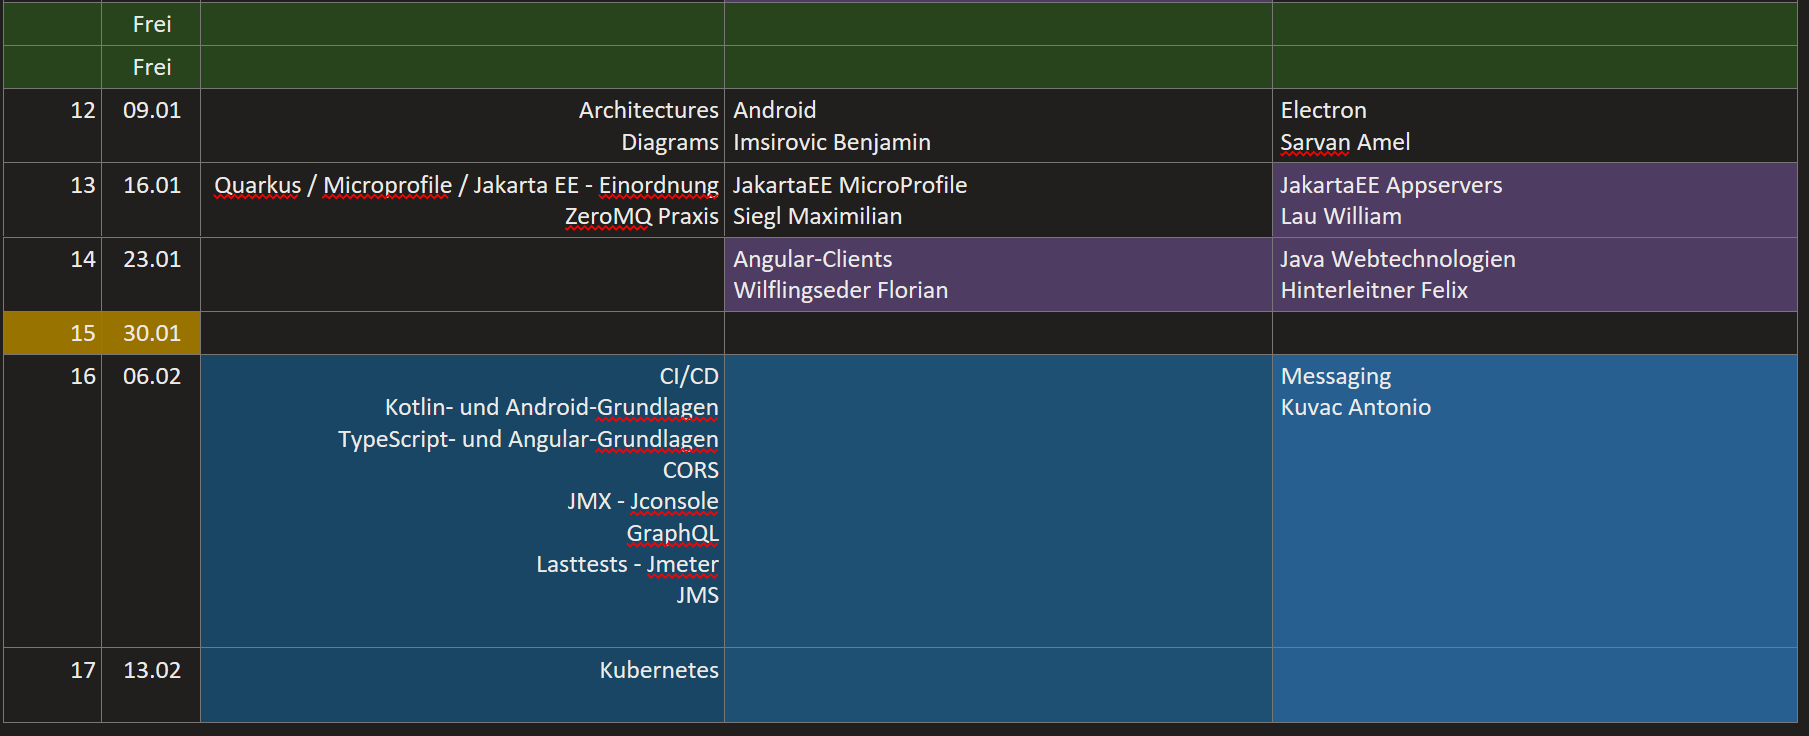 Frei
Frei
12 09.01 Architectures Android Electron
Diagrams Imsirovic Benjamin Sarvan Amel
13 16.01 Quarkus / Microprofile / Jakarta EE - Einordnung JakartaEE MicroProfile JakartaEE Appservers
ZeroMQ Praxis Siegl Maximilian Lau William
14 23.01 Angular-Clients Java Webtechnologien
Wilflingseder Florian Hinterleitner Felix
15 30.01
16 06.02 CI/CD Messaging
Kotlin- und Android-Grundlagen Kuvac Antonio
TypeScript- und Angular-Grundlagen
CORS
JMX - Jconsole
GraphQL
Lasttests - Jmeter
JMS
17 13.02 Kubernetes